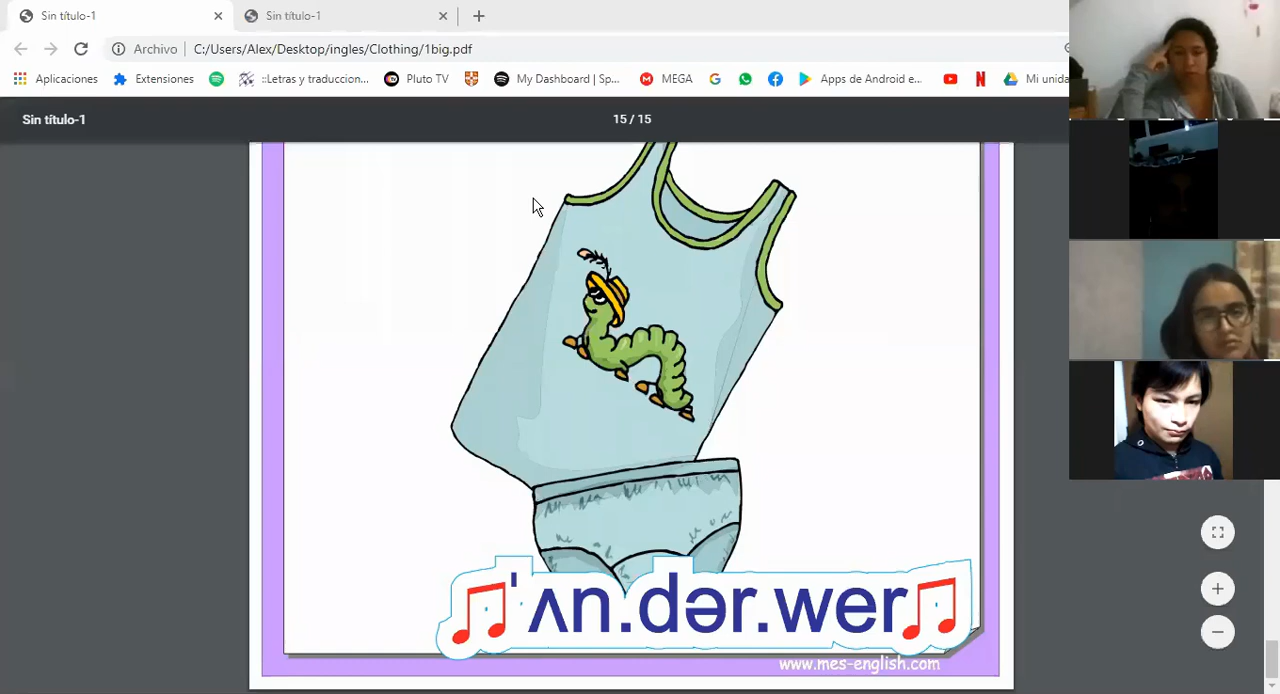 Sin título-1
Sin título-1
Archivo
C:/Users/Alex/Desktop/ingles/Clothing/1big.pdf
Aplicaciones
Extensiones
::Letras y traduccion...
Pluto TV
My Dashboard | Sp...
MEGA
Apps de Android e...
Mi unida
Sin título-1
15 / 15
ˈʌn.dər.wer
www.mes-english.com